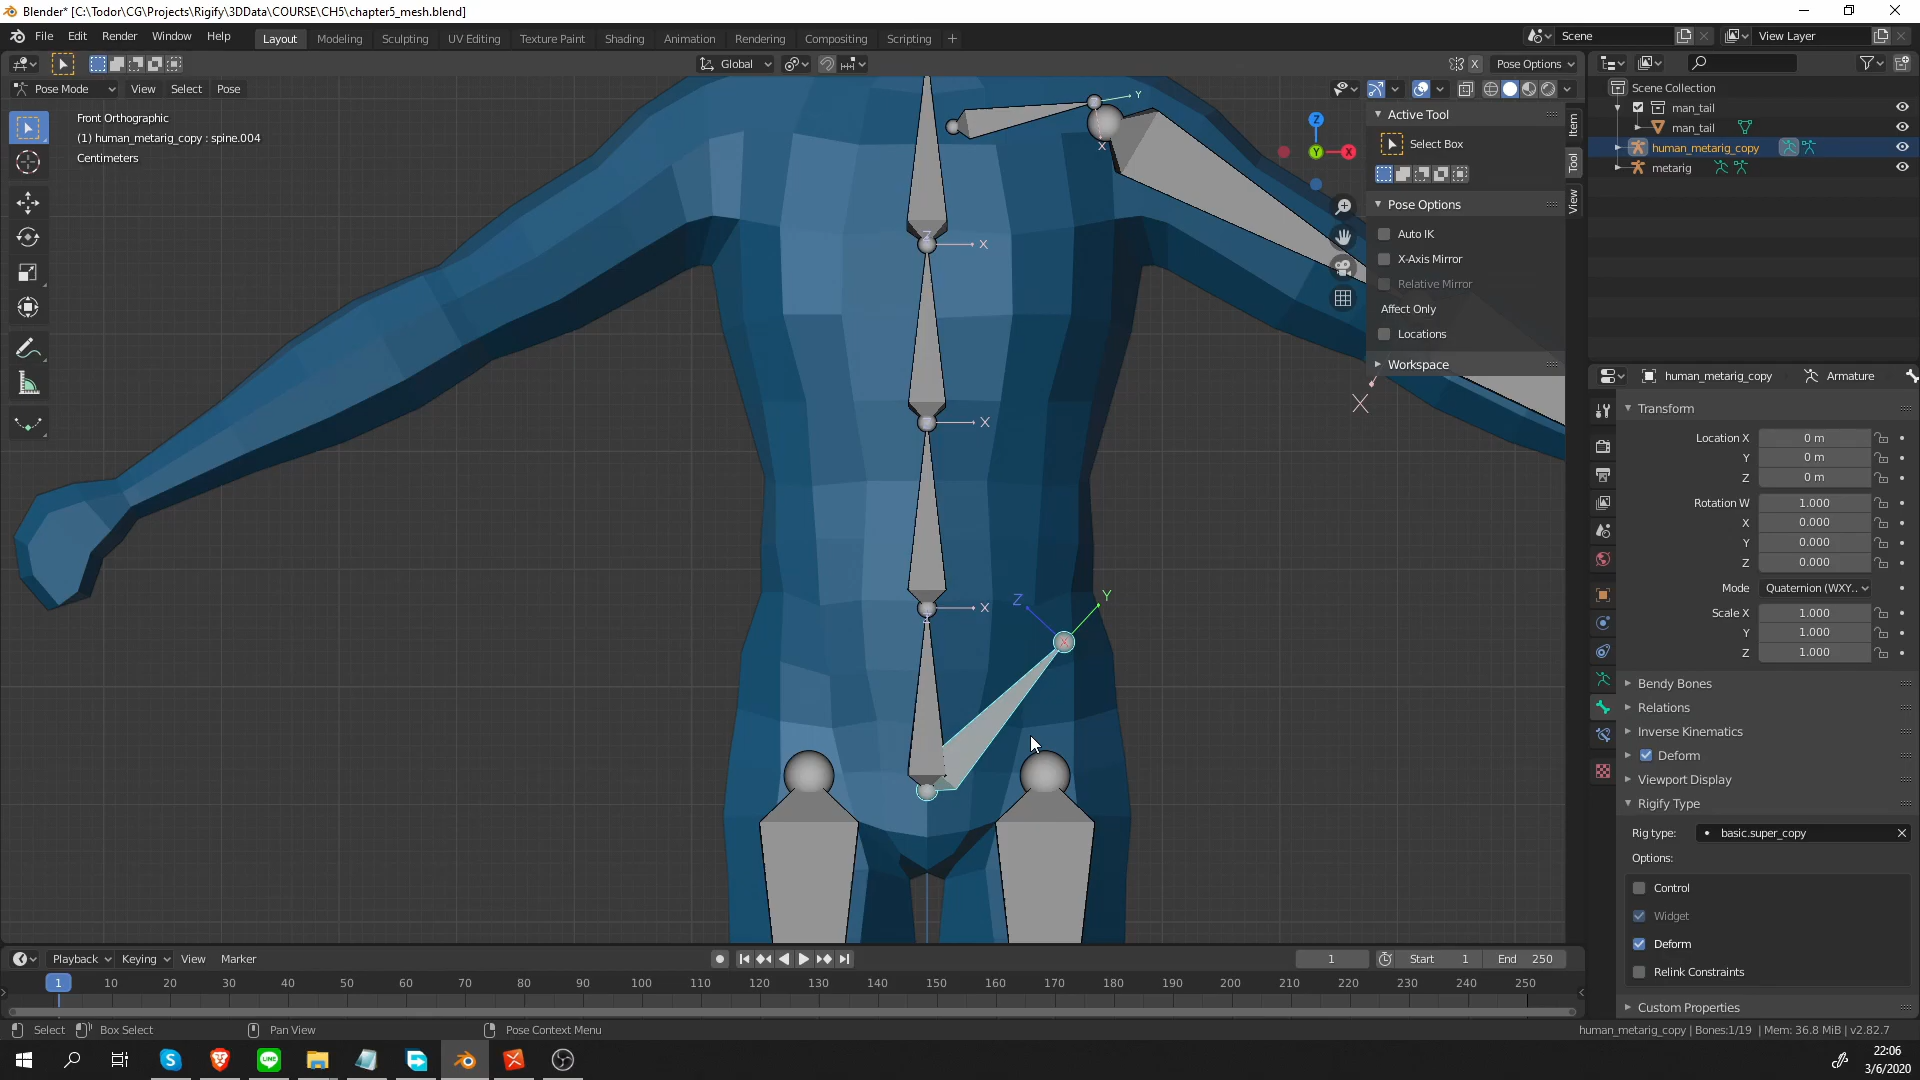 Blender* [C:\Todor\CG\Projects\Rigify\3DData\COURSE\CH5\chapter5_mesh.blend]
File Edit Render Window Help
Layout Modeling Sculpting UV Editing Texture Paint Shading Animation Rendering Compositing Scripting +
Scene
View Layer
Global
X
Pose Options
Pose Mode View Select Pose
Front Orthographic
(1) human_metarig_copy : spine.004
Centimeters
Scene Collection
man_tail
man_tail
human_metarig_copy
metarig
Active Tool
Select Box
Pose Options
Auto IK
X-Axis Mirror
Relative Mirror
Affect Only
Locations
Workspace
Item
Tool
View
Z
Y
X
Y
X
Z
X
X
X
Z
Y
human_metarig_copy
Armature
Transform
Location X 0 m
Y 0 m
Z 0 m
Rotation W 1.000
X 0.000
Y 0.000
Z 0.000
Mode Quaternion (WXY..
Scale X 1.000
Y 1.000
Z 1.000
Bendy Bones
Relations
Inverse Kinematics
Deform
Viewport Display
Rigify Type
Rig type: basic.super_copy
Options:
Control
Widget
Deform
Relink Constraints
Custom Properties
Playback Keying View Marker
1
Start 1
End 250
1 10 20 30 40 50 60 70 80 90 100 110 120 130 140 150 160 170 180 190 200 210 220 230 240 250
Select
Box Select
Pan View
Pose Context Menu
human_metarig_copy | Bones:1/19 | Mem: 36.8 MiB | v2.82.7
LINE
22:06
3/6/2020